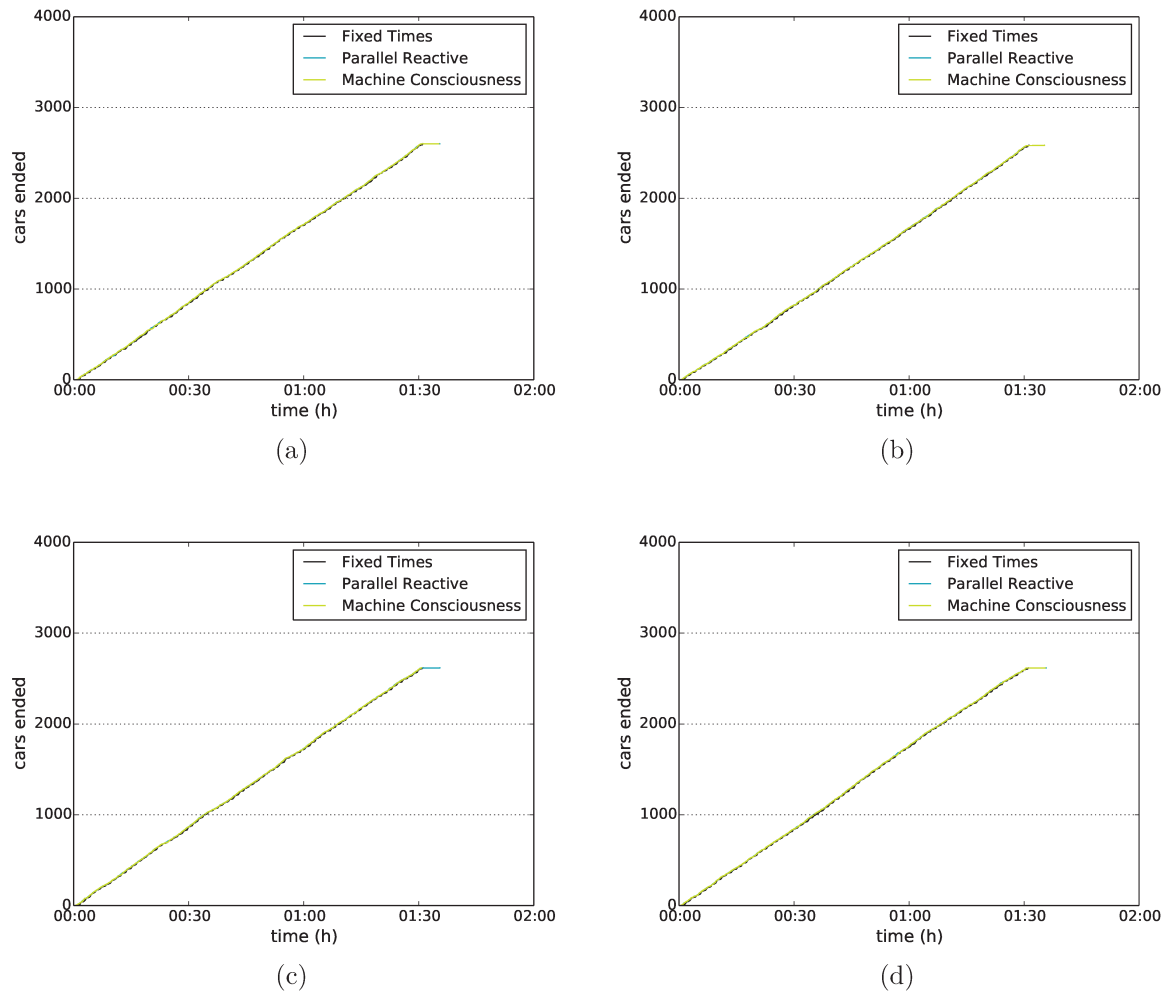 4000
3000
2000
1000
0
cars ended
Fixed Times
Parallel Reactive
Machine Consciousness
00:00 00:30 01:00 01:30 02:00
time (h)
(a)
4000
3000
2000
1000
0
cars ended
Fixed Times
Parallel Reactive
Machine Consciousness
00:00 00:30 01:00 01:30 02:00
time (h)
(b)
4000
3000
2000
1000
0
cars ended
Fixed Times
Parallel Reactive
Machine Consciousness
00:00 00:30 01:00 01:30 02:00
time (h)
(c)
4000
3000
2000
1000
0
cars ended
Fixed Times
Parallel Reactive
Machine Consciousness
00:00 00:30 01:00 01:30 02:00
time (h)
(d)